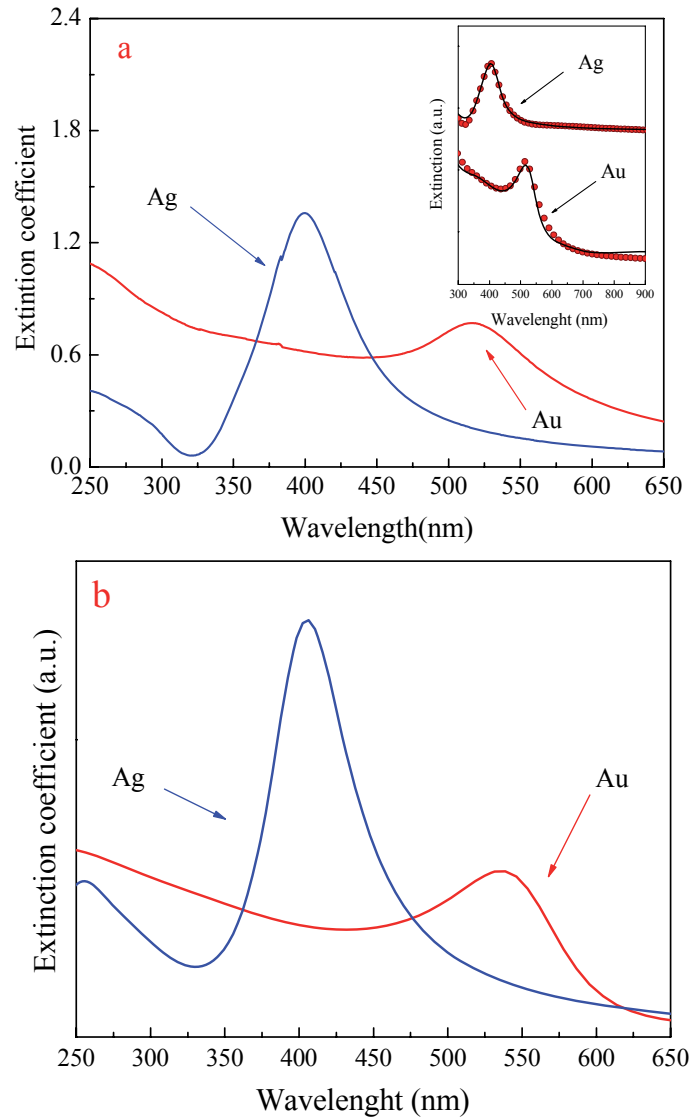 a
2.4
1.8
1.2
0.6
0.0
Extintion coefficient
Ag
Au
250 300 350 400 450 500 550 600 650
Wavelength(nm)
Extinction (a.u.)
Ag
Au
300 400 500 600 700 800 900
Wavelenght (nm)
b
Extinction coefficient (a.u.)
Ag
Au
250 300 350 400 450 500 550 600 650
Wavelenght (nm)